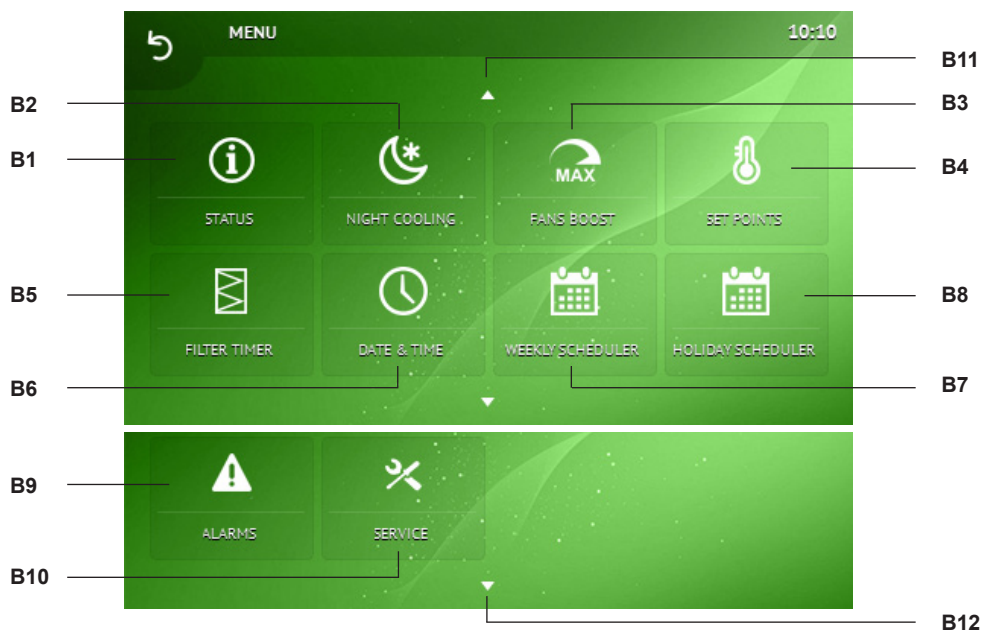 MENU 10:10
B11
B2 B3
B1 B4
MAX
STATUS NIGHT COOLING FANS BOOST SET POINTS
B5 B8
FILTER TIMER DATE & TIME WEEKLY SCHEDULER HOLIDAY SCHEDULER
B6 B7
B9
ALARMS SERVICE
B10
B12